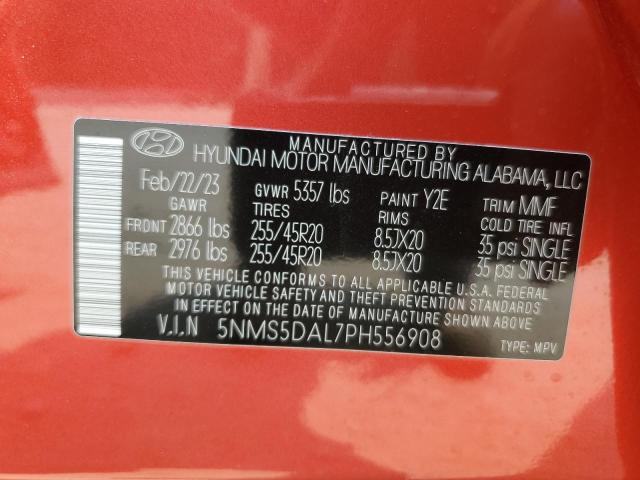 MANUFACTURED BY
HYUNDAI MOTOR MANUFACTURING ALABAMA, LLC
Feb/22/23 GVWR 5357 lbs PAINT Y2E TRIM MMF
GAWR TIRES RIMS COLD TIRE INFL
FRONT 2866 lbs 255/45R20 8.5JX20 35 psi SINGLE
REAR 2976 lbs 255/45R20 8.5JX20 35 psi SINGLE
THIS VEHICLE CONFORMS TO ALL APPLICABLE U.S.A FEDERAL
MOTOR VEHICLE SAFETY AND THEFT PREVENTION STANDARDS
IN EFFECT ON THE DATE OF MANUFACTURE SHOWN ABOVE.
V.I.N 5NMS5DAL7PH556908
TYPE: MPV